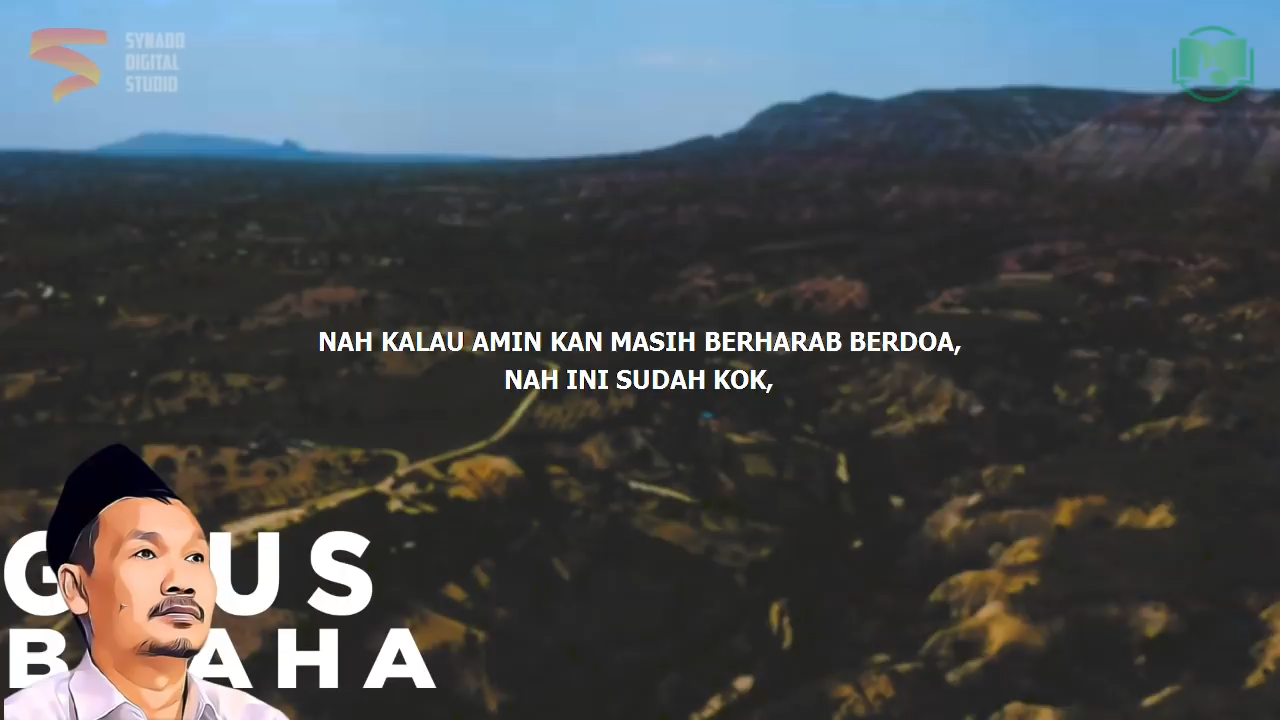 SYNADO
DIGITAL
STUDIO
NAH KALAU AMIN KAN MASIH BERHARAB BERDOA,
NAH INI SUDAH KOK,
GUS
BAHA